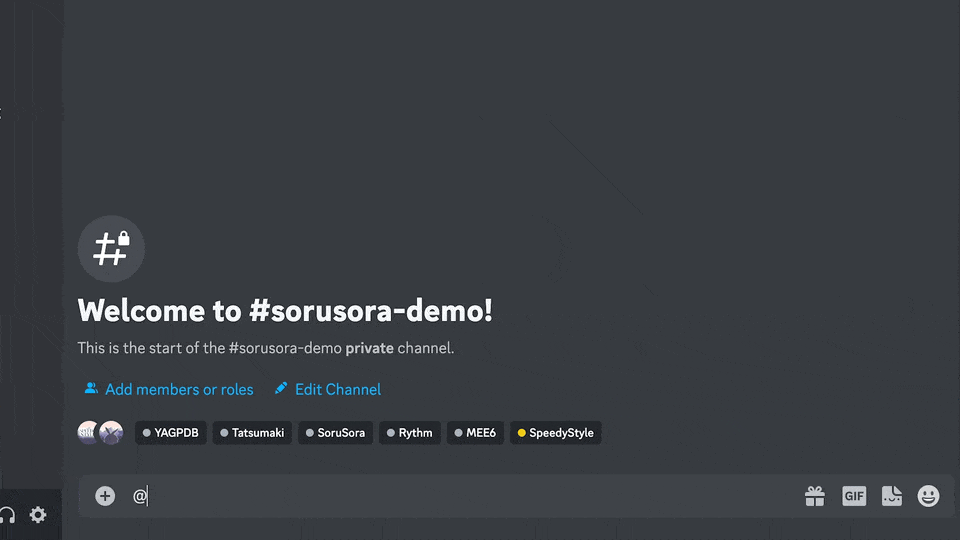 Welcome to #sorusora-demo!
This is the start of the #sorusora-demo private channel.
Add members or roles Edit Channel
YAGPDB Tatsumaki SoruSora Rythm MEE6 SpeedyStyle
@ GIF